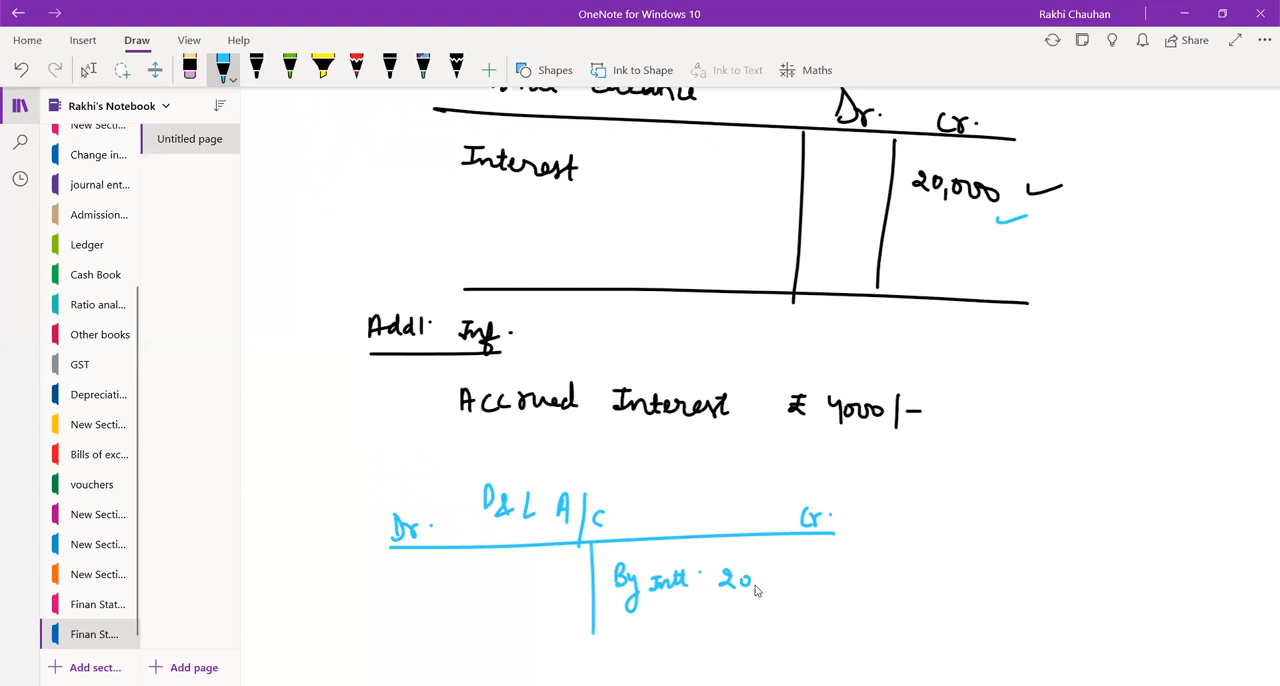 OneNote for Windows 10
Rakhi Chauhan
Home Insert Draw View Help
Share
Shapes Ink to Shape Ink to Text Maths
Rakhi's Notebook
Untitled page
New Secti...
Change in...
journal ent...
Admission...
Ledger
Cash Book
Ratio anal...
Other books
GST
Depreciati...
New Secti...
Bills of exc...
vouchers
New Secti...
New Secti...
New Secti...
Finan Stat...
Finan St....
Add sect...
Add page
Dr. Cr.
Interest 20,000
Addl. Inf.
Accrued Interest ₹ 4000/-
P&L A/C
Dr. Cr.
By Intt. 20